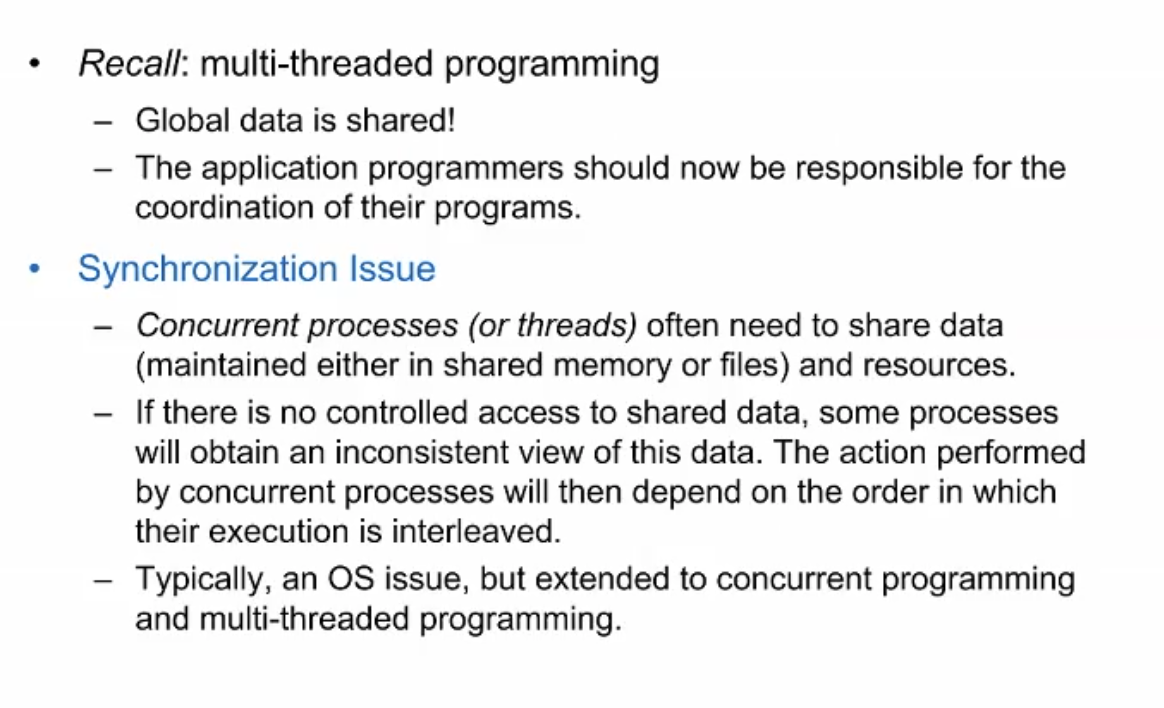 • Recall: multi-threaded programming
– Global data is shared!
– The application programmers should now be responsible for the
coordination of their programs.
• Synchronization Issue
– Concurrent processes (or threads) often need to share data
(maintained either in shared memory or files) and resources.
– If there is no controlled access to shared data, some processes
will obtain an inconsistent view of this data. The action performed
by concurrent processes will then depend on the order in which
their execution is interleaved.
– Typically, an OS issue, but extended to concurrent programming
and multi-threaded programming.